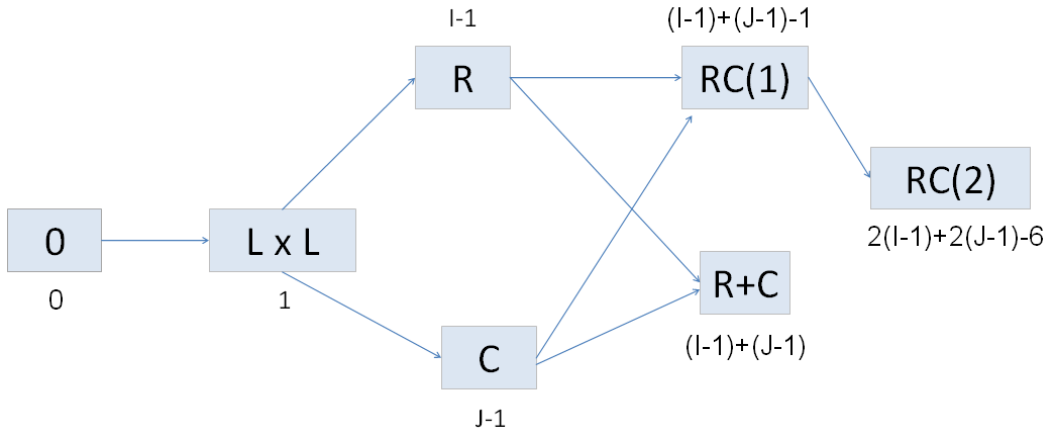 I-1
(I-1)+(J-1)-1
R
RC(1)
RC(2)
2(I-1)+2(J-1)-6
0
L x L
0
1
R+C
(I-1)+(J-1)
C
J-1